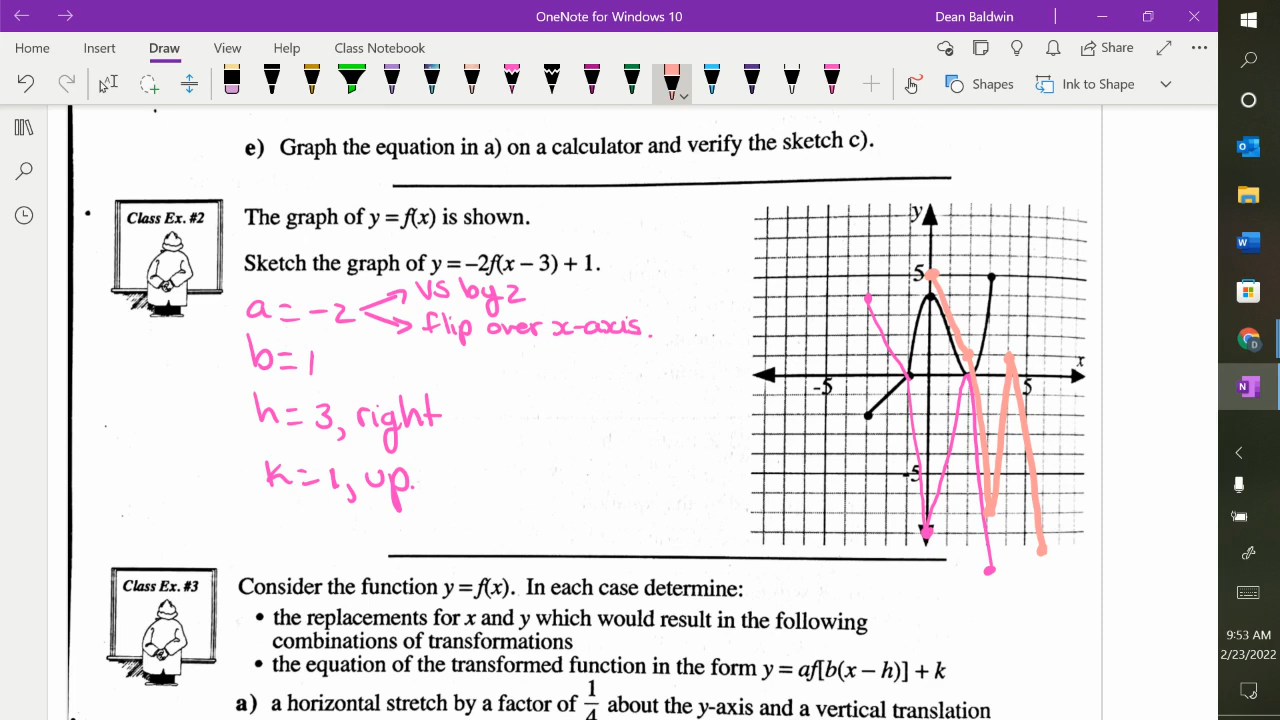 OneNote for Windows 10
Dean Baldwin
Home Insert Draw View Help Class Notebook
Share
Shapes
Ink to Shape
e) Graph the equation in a) on a calculator and verify the sketch c).
Class Ex. #2
The graph of y = f(x) is shown.
Sketch the graph of y = –2f(x – 3) + 1.
a = -2
VS by 2
flip over x-axis.
b = 1
h = 3, right
k = 1, up.
y
5
x
-5
5
-5
Class Ex. #3
Consider the function y = f(x). In each case determine:
• the replacements for x and y which would result in the following
combinations of transformations
• the equation of the transformed function in the form y = af[b(x – h)] + k
a) a horizontal stretch by a factor of 1/4 about the y-axis and a vertical translation
9:53 AM
2/23/2022